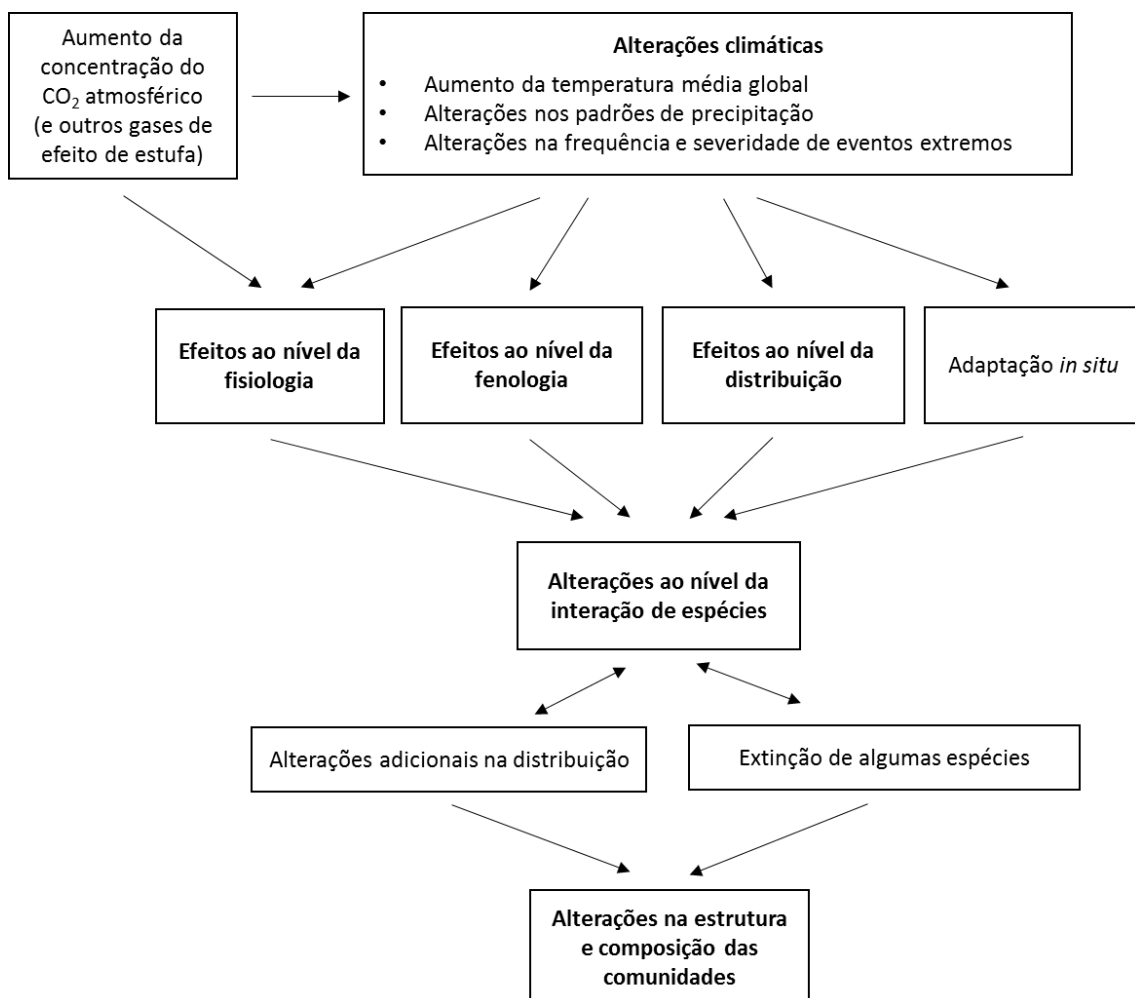 Aumento da
concentração do
CO₂ atmosférico
(e outros gases de
efeito de estufa)
Alterações climáticas
• Aumento da temperatura média global
• Alterações nos padrões de precipitação
• Alterações na frequência e severidade de eventos extremos
Efeitos ao nível da
fisiologia
Efeitos ao nível da
fenologia
Efeitos ao nível da
distribuição
Adaptação in situ
Alterações ao nível da
interação de espécies
Alterações adicionais na distribuição
Extinção de algumas espécies
Alterações na estrutura
e composição das
comunidades